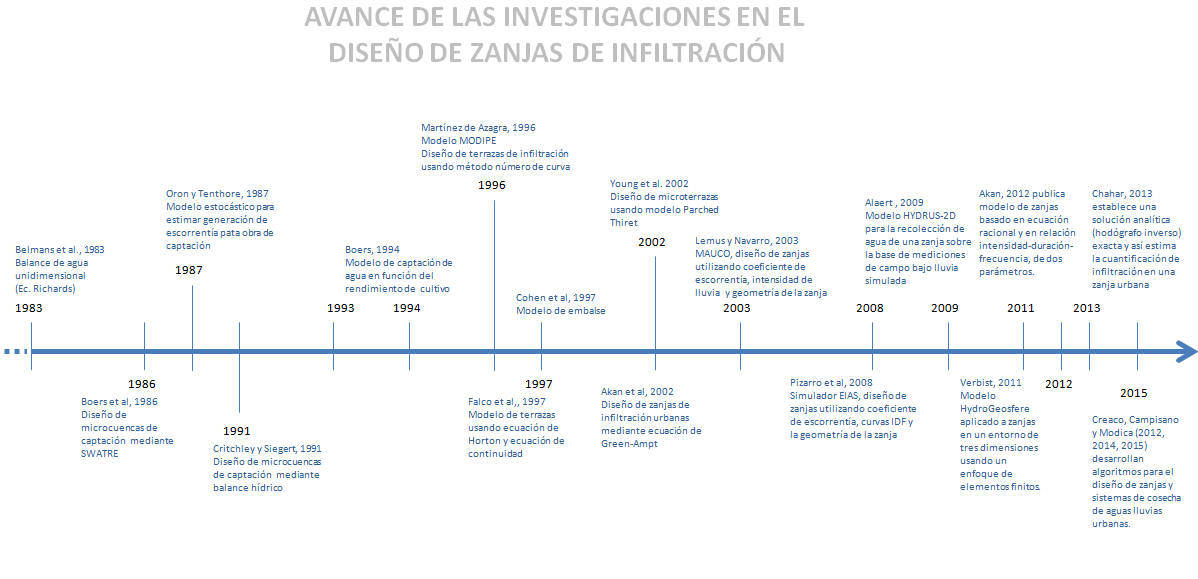 AVANCE DE LAS INVESTIGACIONES EN EL
DISEÑO DE ZANJAS DE INFILTRACIÓN
Belmans et al., 1983
Balance de agua
unidimensional
(Ec. Richards)
1983
Boers et al, 1986
Diseño de
microcuencas de
captación mediante
SWATRE
1986
Oron y Tenthore, 1987
Modelo estocástico para
estimar generación de
escorrentía pata obra de
captación
1987
1991
Critchley y Siegert, 1991
Diseño de microcuencas
de captación mediante
balance hídrico
1993
Boers, 1994
Modelo de captación de
agua en función del
rendimiento de cultivo
1994
Martínez de Azagra, 1996
Modelo MODIPE
Diseño de terrazas de infiltración
usando método número de curva
1996
Cohen et al, 1997
Modelo de embalse
1997
Falco et al,, 1997
Modelo de terrazas
usando ecuación de
Horton y ecuación de
continuidad
Young et al. 2002
Diseño de microterrazas
usando modelo Parched
Thiret
2002
Akan et al, 2002
Diseño de zanjas de
infiltración urbanas
mediante ecuación de
Green-Ampt
Lemus y Navarro, 2003
MAUCO, diseño de zanjas
utilizando coeficiente de
escorrentía, intensidad de
lluvia y geometría de la zanja
2003
Pizarro et al, 2008
Simulador EIAS, diseño de
zanjas utilizando coeficiente
de escorrentía, curvas IDF y
la geometría de la zanja
2008
Alaert , 2009
Modelo HYDRUS-2D
para la recolección de
agua de una zanja sobre
la base de mediciones
de campo bajo lluvia
simulada
2009
Verbist, 2011
Modelo
HydroGeosfere
aplicado a zanjas
en un entorno de
tres dimensiones
usando un
enfoque de
elementos finitos.
2011
Akan, 2012 publica
modelo de zanjas
basado en ecuación
racional y en relación
intensidad-duración-
frecuencia, de dos
parámetros.
2012
Chahar, 2013
establece una
solución analítica
(hodógrafo inverso)
exacta y así estima
la cuantificación de
infiltración en una
zanja urbana
2013
2015
Creaco, Campisano
y Modica (2012,
2014, 2015)
desarrollan
algoritmos para el
diseño de zanjas y
sistemas de cosecha
de aguas lluvias
urbanas.